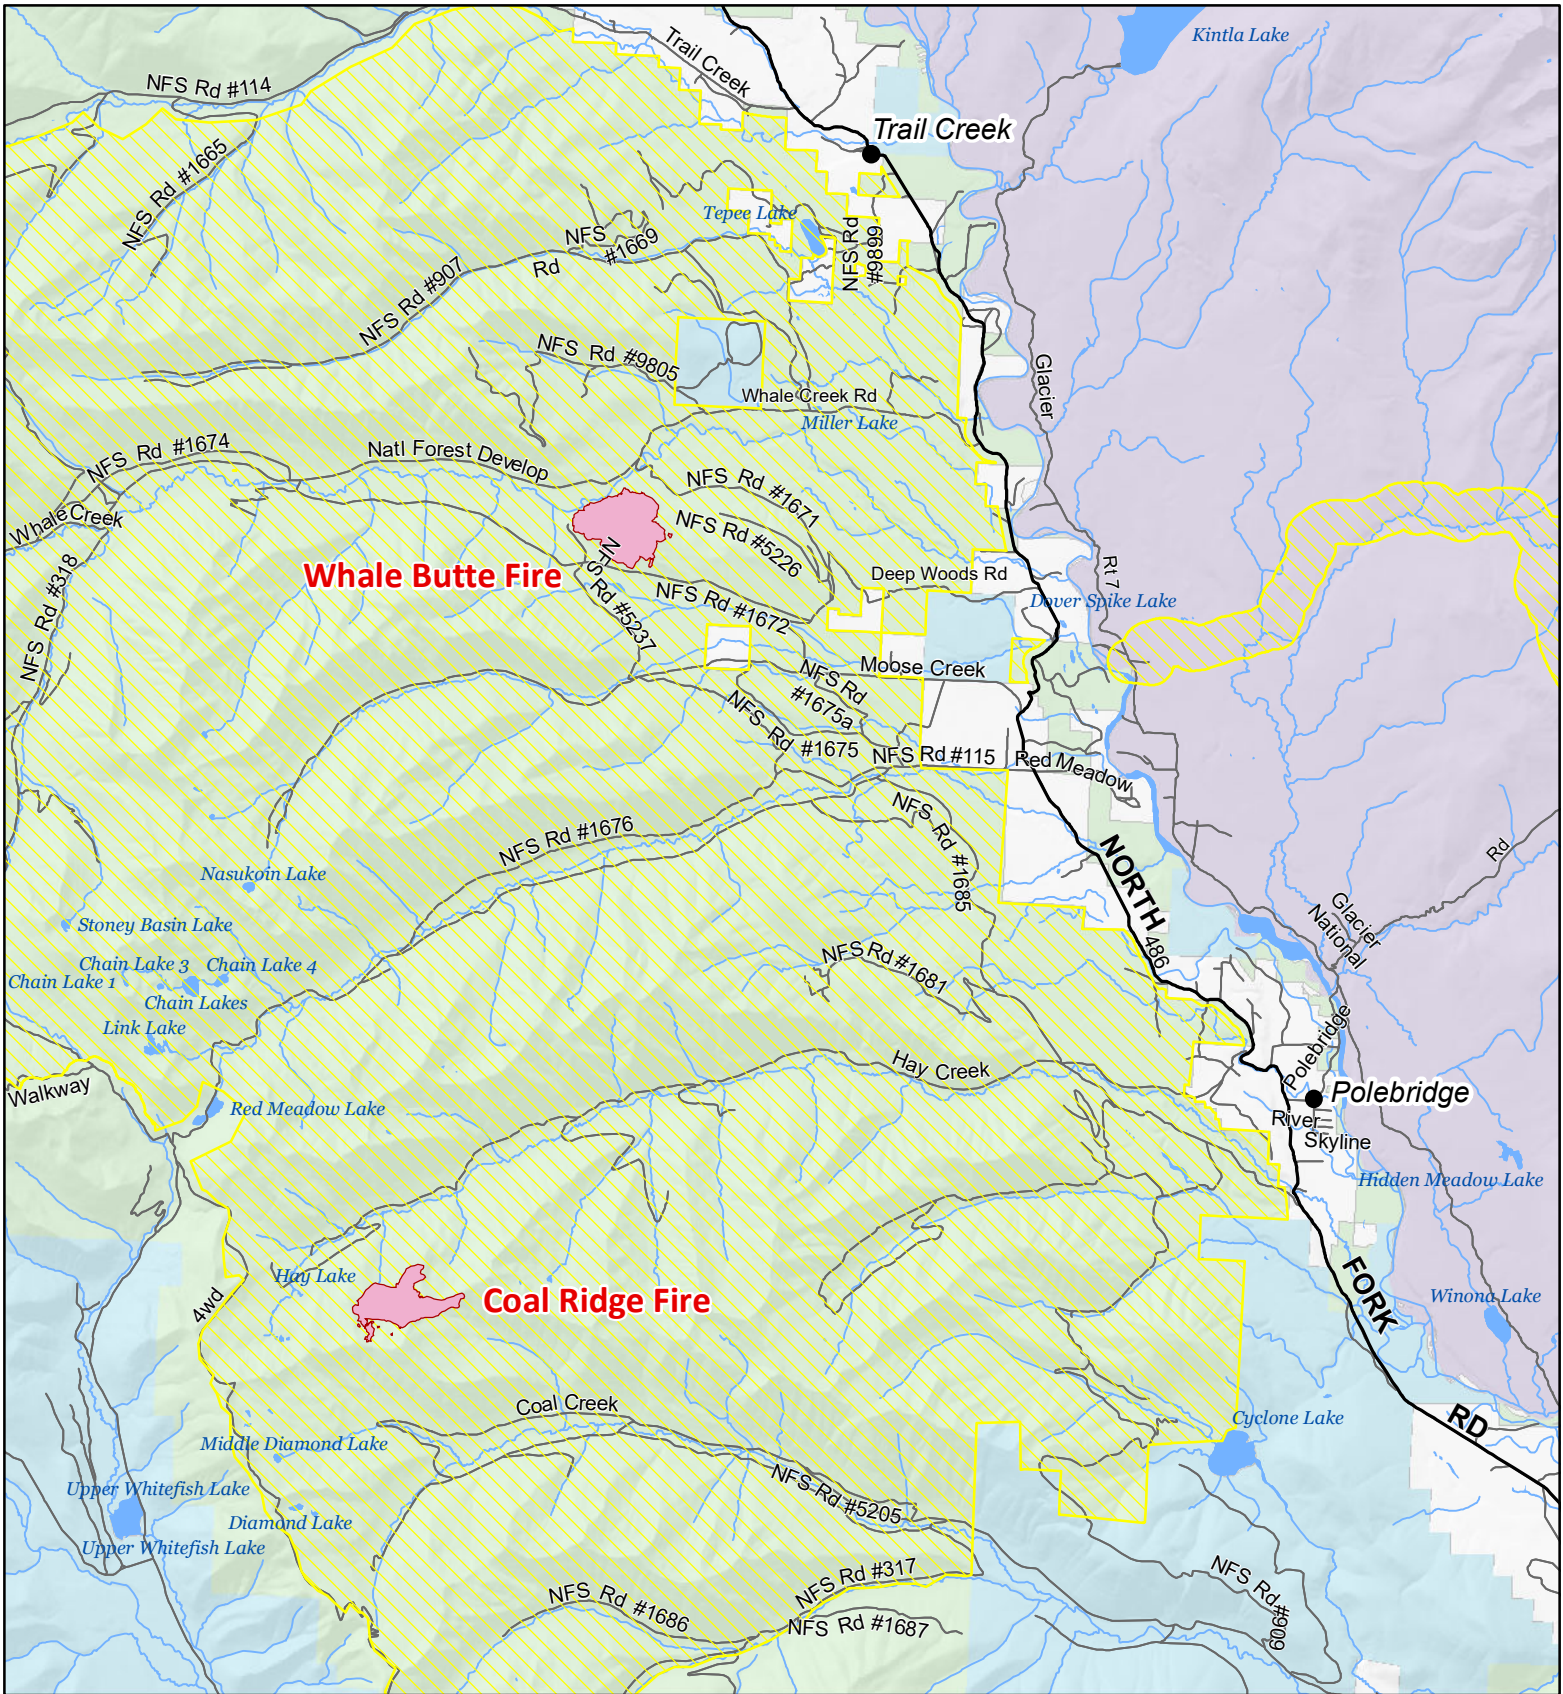 Kintla Lake
Trail Creek
NFS Rd #114
Trail Creek
NFS Rd #1665
Tepee Lake
NFS Rd #9899
NFS Rd #1669
NFS Rd #907
NFS Rd #9805
Glacier
Whale Creek Rd
Miller Lake
NFS Rd #1674
Natl Forest Develop
NFS Rd #1671
Whale Creek
NFS Rd #5226
NFS Rd #318
Whale Butte Fire
Deep Woods Rd
Rt 7
NFS Rd #5237
NFS Rd #1672
Dover Spike Lake
Moose Creek
NFS Rd #1675a
NFS Rd #1675
NFS Rd #115
Red Meadow
NFS Rd #1676
NFS Rd #1685
NORTH
Rd
Nasukoin Lake
Stoney Basin Lake
Glacier
National
486
NFS Rd #1681
Chain Lake 3
Chain Lake 4
Chain Lake 1
Chain Lakes
Link Lake
Polebridge
Hay Creek
Walkway
Polebridge
Red Meadow Lake
River
Skyline
Hidden Meadow Lake
Hay Lake
4wd
Coal Ridge Fire
FORK
Winona Lake
Coal Creek
RD
Cyclone Lake
Middle Diamond Lake
Upper Whitefish Lake
NFS Rd #5205
Diamond Lake
Upper Whitefish Lake
NFS Rd #317
NFS Rd #909
NFS Rd #1686
NFS Rd #1687